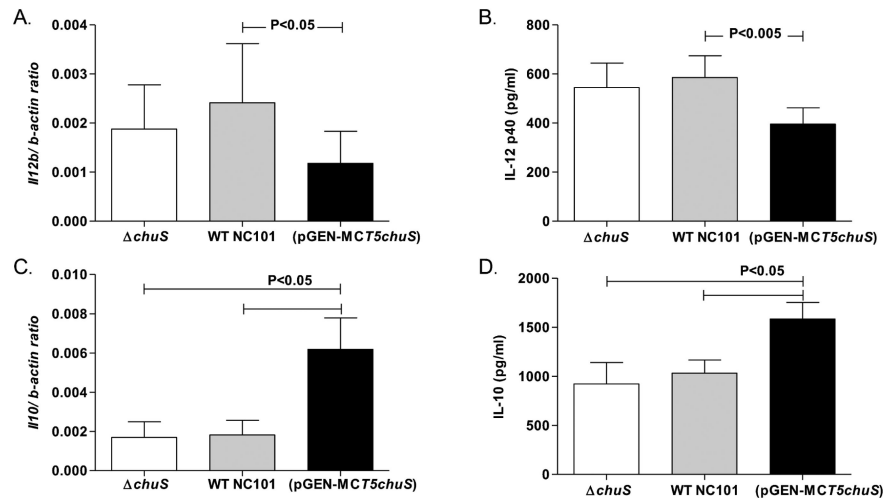 A.
P<0.05
Il12b/ b-actin ratio
0.004
0.003
0.002
0.001
0.000
ΔchuS
WT NC101
(pGEN-MCT5chuS)
B.
P<0.005
IL-12 p40 (pg/ml)
800
600
400
200
0
ΔchuS
WT NC101
(pGEN-MCT5chuS)
C.
P<0.05
Il10/ b-actin ratio
0.010
0.008
0.006
0.004
0.002
0.000
ΔchuS
WT NC101
(pGEN-MCT5chuS)
D.
P<0.05
IL-10 (pg/ml)
2000
1500
1000
500
0
ΔchuS
WT NC101
(pGEN-MCT5chuS)